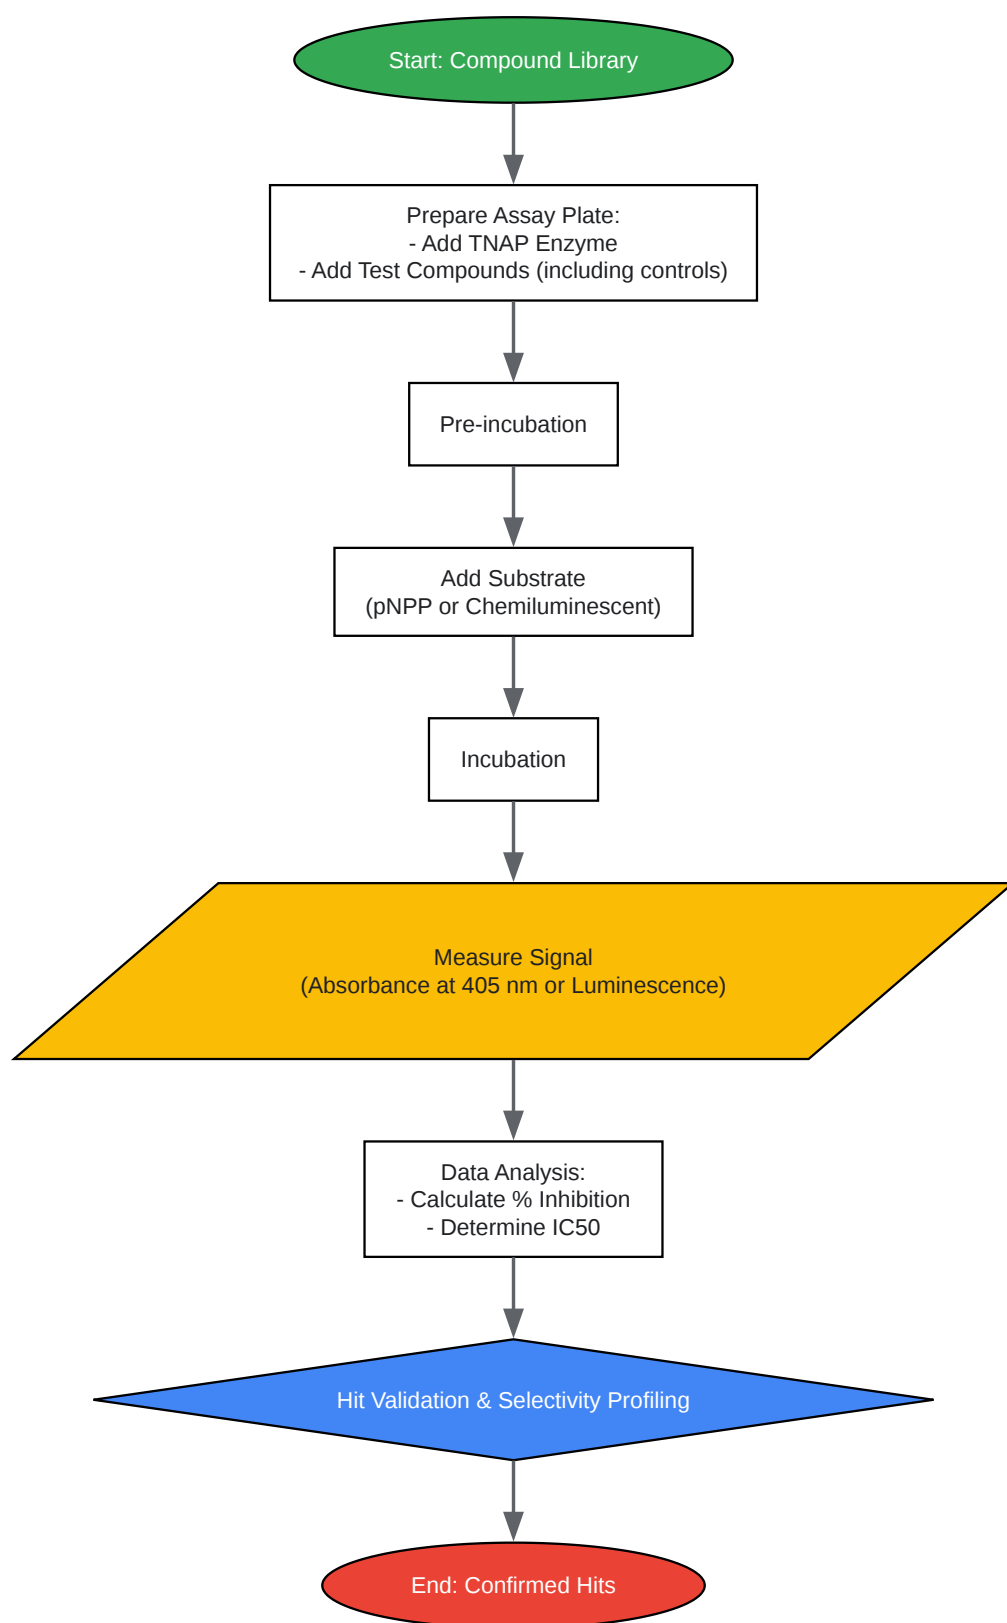 Start: Compound Library
Prepare Assay Plate:
- Add TNAP Enzyme
- Add Test Compounds (including controls)
Pre-incubation
Add Substrate
(pNPP or Chemiluminescent)
Incubation
Measure Signal
(Absorbance at 405 nm or Luminescence)
Data Analysis:
- Calculate % Inhibition
- Determine IC50
Hit Validation & Selectivity Profiling
End: Confirmed Hits